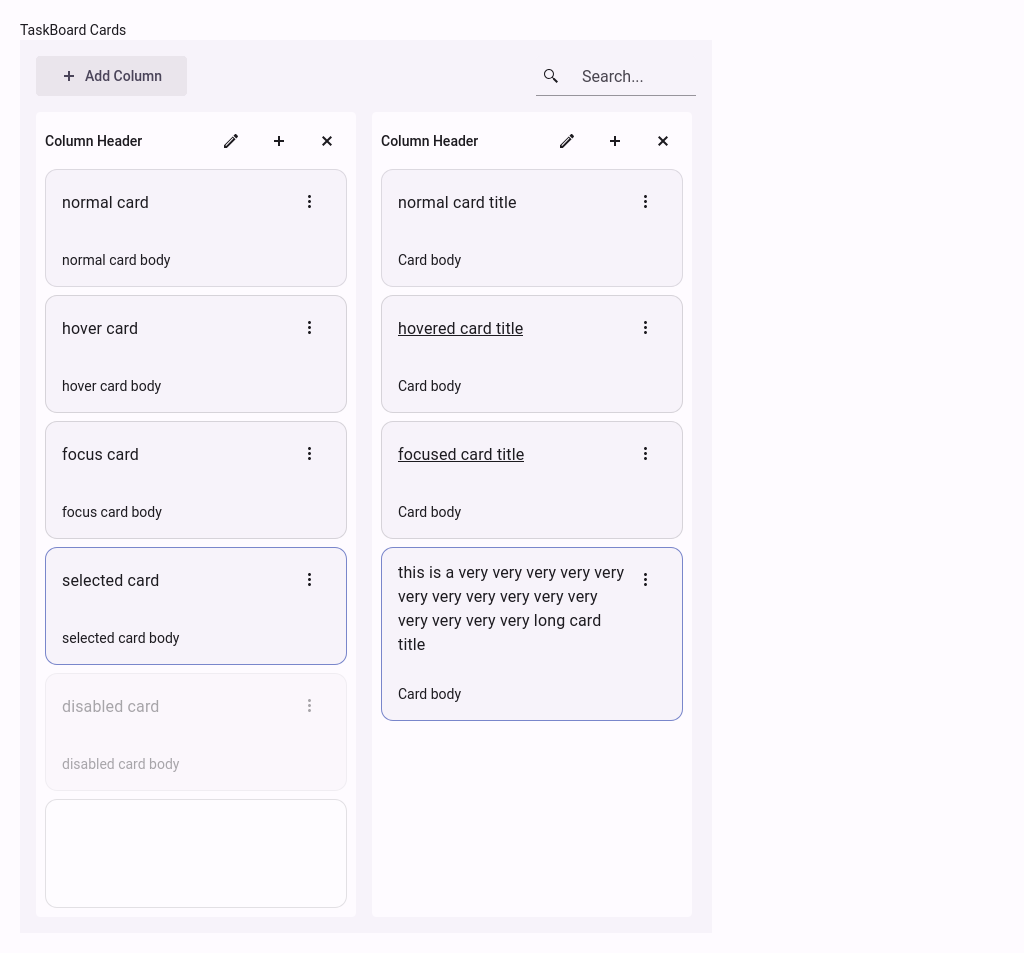 TaskBoard Cards
Add Column
Search...
Column Header
normal card
normal card body
hover card
hover card body
focus card
focus card body
selected card
selected card body
disabled card
disabled card body
Column Header
normal card title
Card body
hovered card title
Card body
focused card title
Card body
this is a very very very very very
very very very very very very
very very very very long card
title
Card body